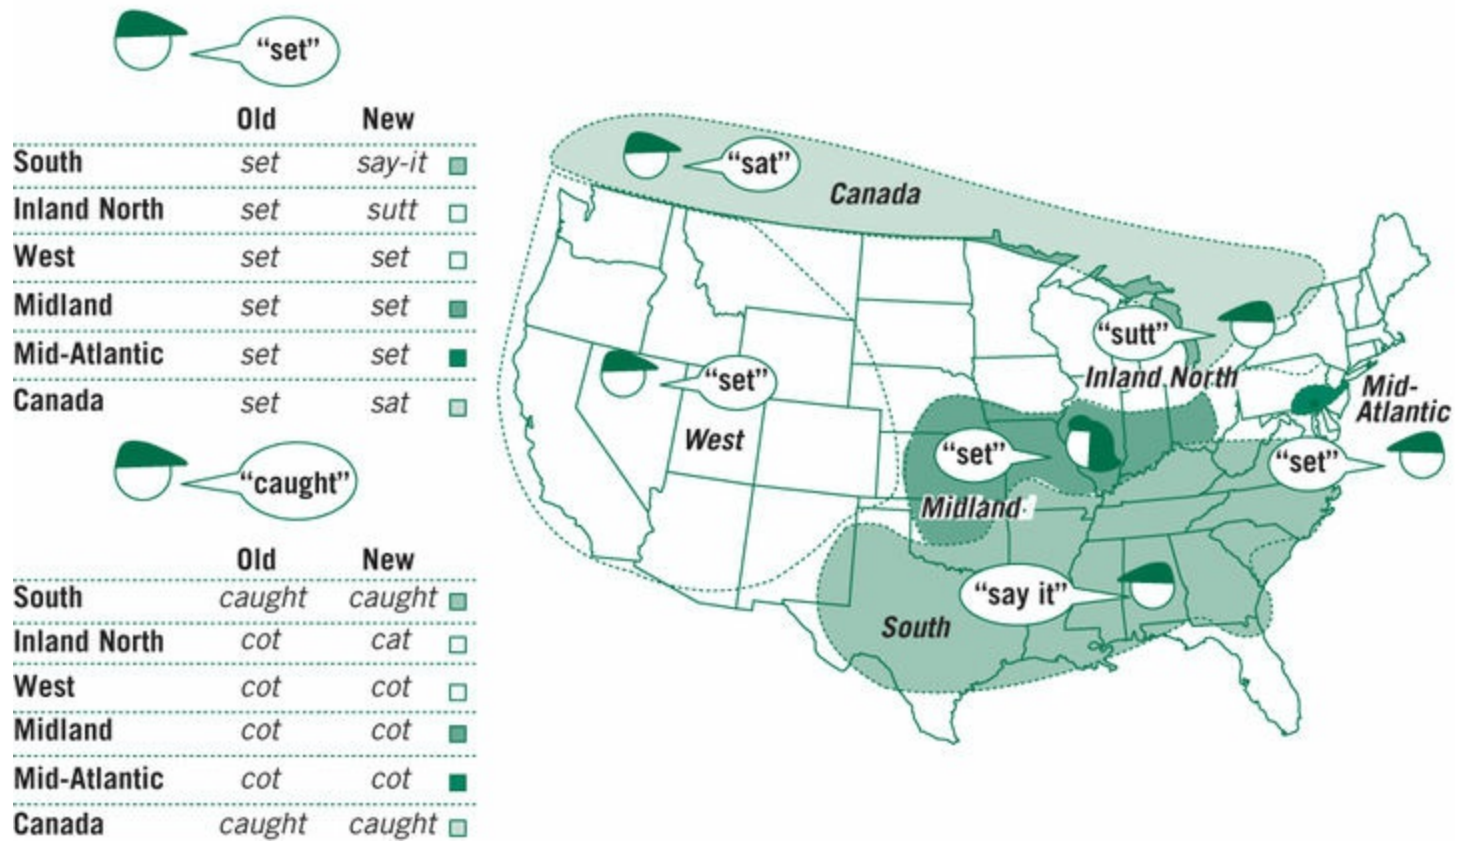 “set”
Old New
South set say-it
Inland North set sutt
West set set
Midland set set
Mid-Atlantic set set
Canada set sat
“caught”
Old New
South caught caught
Inland North cot cat
West cot cot
Midland cot cot
Mid-Atlantic cot cot
Canada caught caught
“sat”
Canada
“sutt”
Inland North
“set”
Mid-
Atlantic
West
“set”
“set”
Midland
“say it”
South